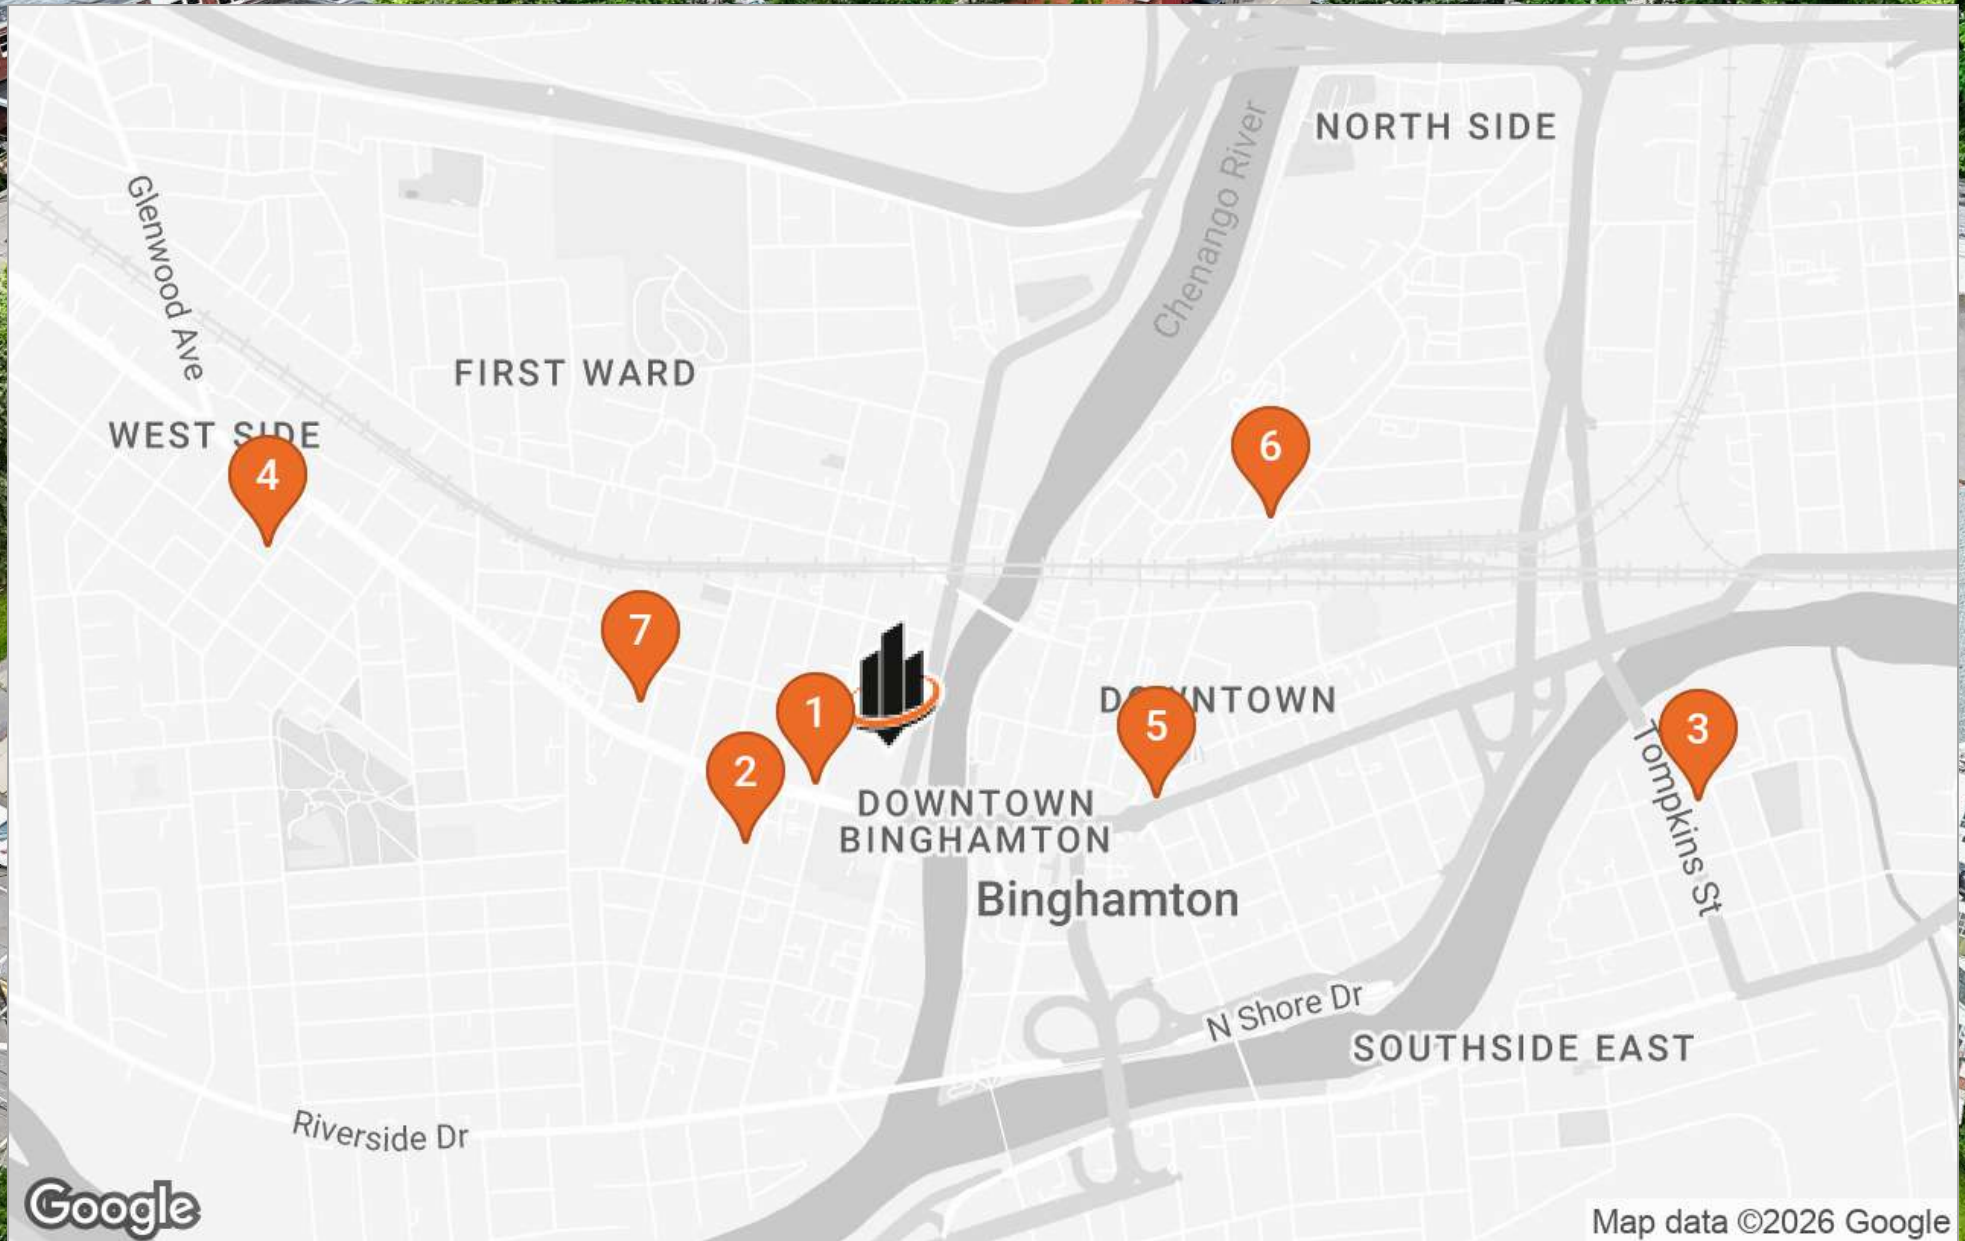 NORTH SIDE
Chenango River
Glenwood Ave
FIRST WARD
WEST SIDE
4
6
7
1
DOWNTOWN
5
3
2
Tompkins St
DOWNTOWN
BINGHAMTON
Binghamton
N Shore Dr
SOUTHSIDE EAST
Riverside Dr
Google
Map data ©2026 Google